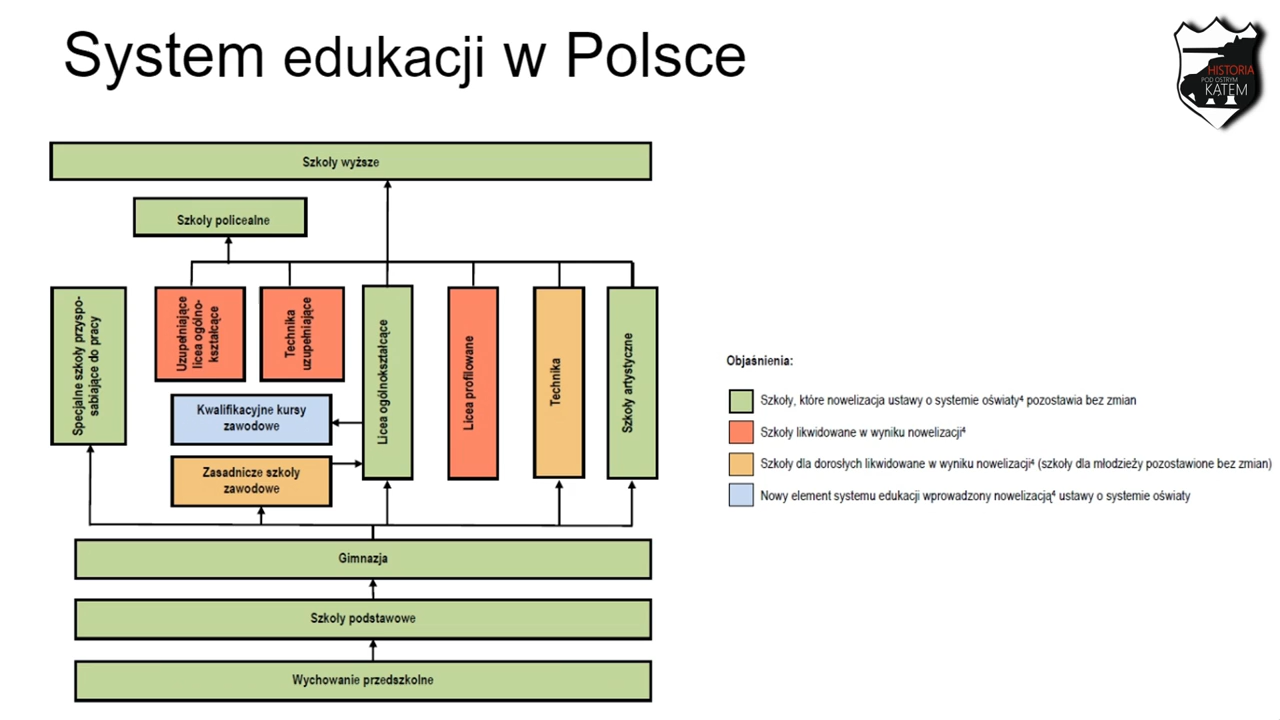 System edukacji w Polsce
HISTORIA
POD OSTRYM
KĄTEM
Szkoły wyższe
Szkoły policealne
Specjalne szkoły przyspo-
sabiające do pracy
Uzupełniające
licea ogólno-
kształcące
Technika
uzupełniające
Licea ogólnokształcące
Licea profilowane
Technika
Szkoły artystyczne
Kwalifikacyjne kursy
zawodowe
Zasadnicze szkoły
zawodowe
Gimnazja
Szkoły podstawowe
Wychowanie przedszkolne
Objaśnienia:
Szkoły, które nowelizacja ustawy o systemie oświaty⁴ pozostawia bez zmian
Szkoły likwidowane w wyniku nowelizacji⁴
Szkoły dla dorosłych likwidowane w wyniku nowelizacji⁴ (szkoły dla młodzieży pozostawione bez zmian)
Nowy element systemu edukacji wprowadzony nowelizacją⁴ ustawy o systemie oświaty